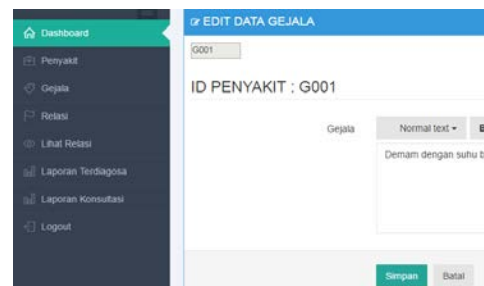 Dashboard
Penyakit
Gejala
Relasi
Lihat Relasi
Laporan Terdiagosa
Laporan Konsultasi
Logout
EDIT DATA GEJALA
G001
ID PENYAKIT : G001
Gejala
Normal text
Demam dengan suhu b
Simpan Batal